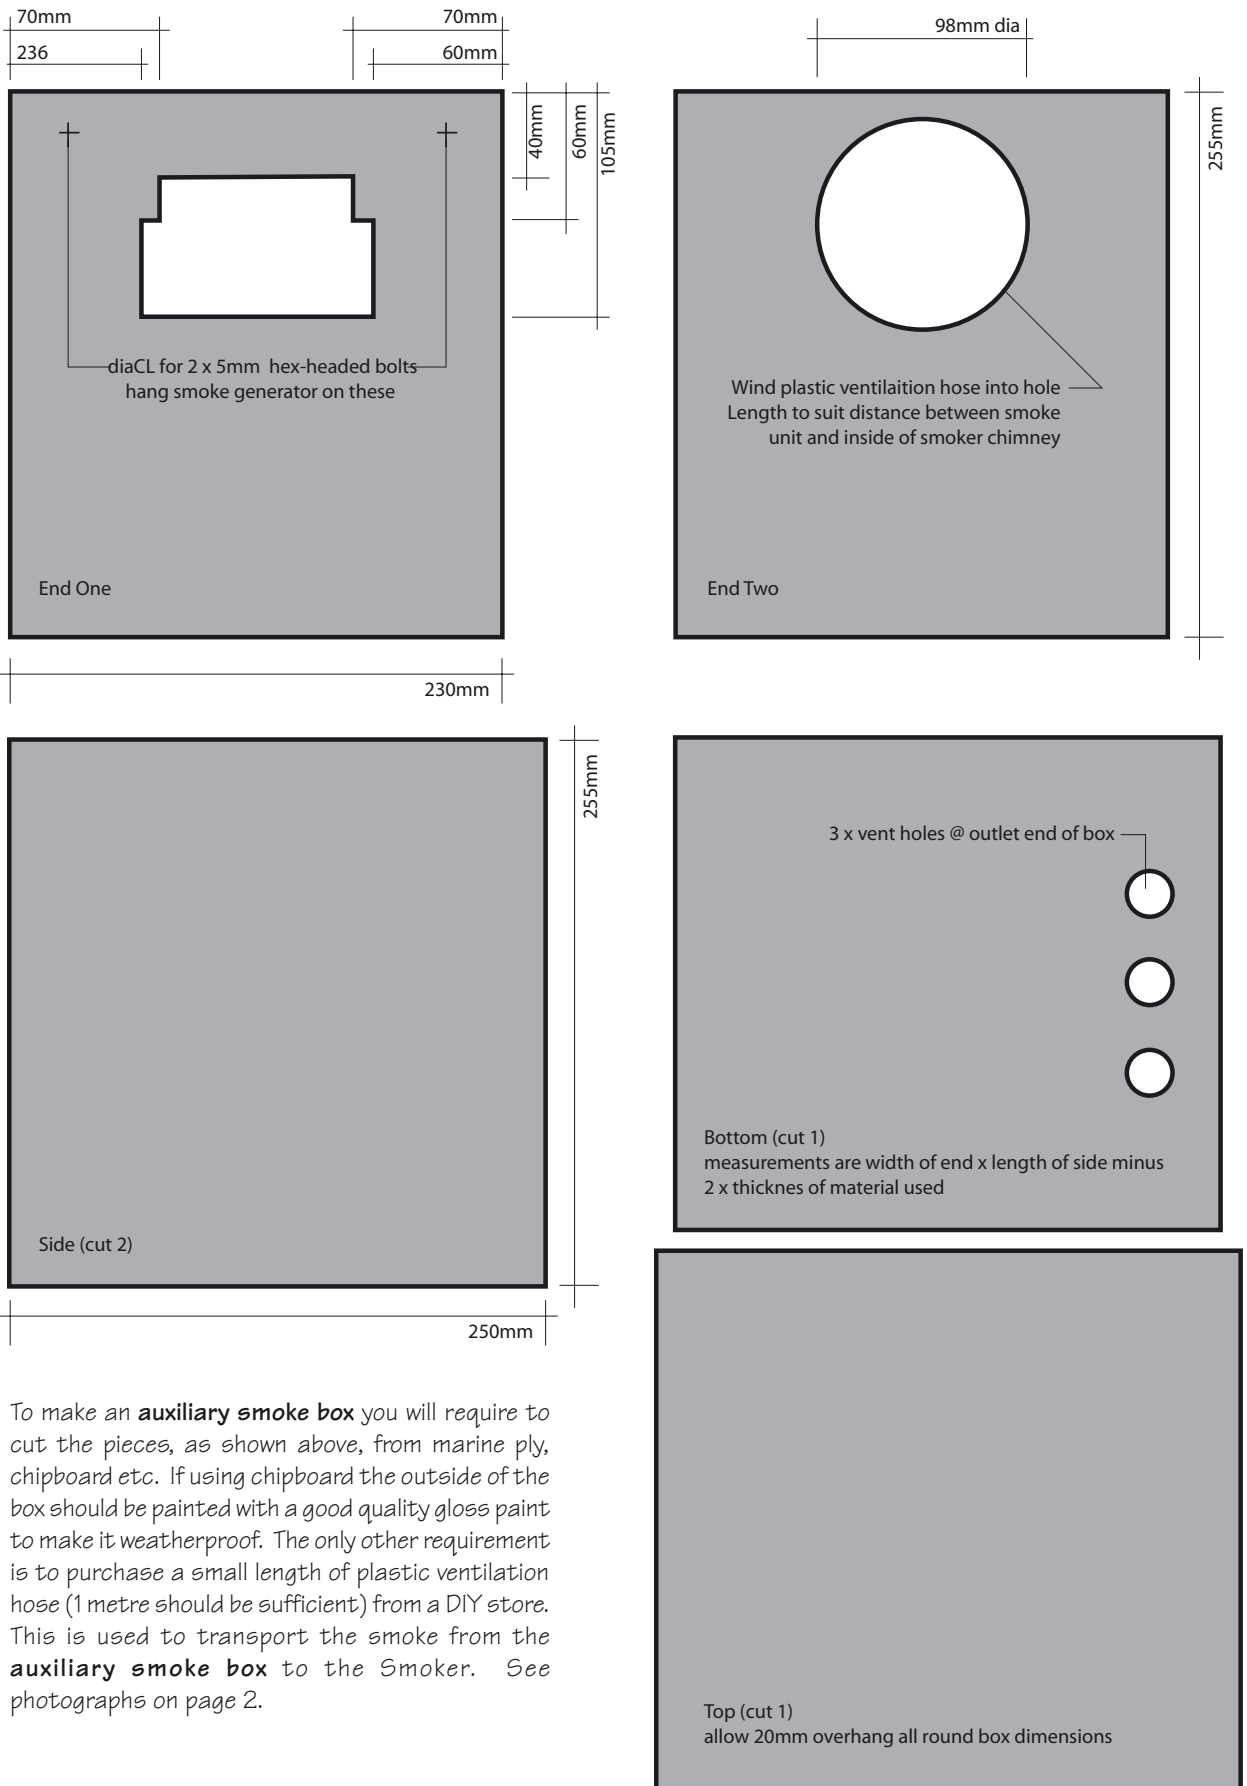 70mm
70mm
236
60mm
40mm
60mm
105mm
diaCL for 2 x 5mm  hex-headed bolts
hang smoke generator on these
End One
230mm
98mm dia
255mm
Wind plastic ventilaition hose into hole
Length to suit distance between smoke
unit and inside of smoker chimney
End Two
255mm
Side (cut 2)
250mm
3 x vent holes @ outlet end of box
Bottom (cut 1)
measurements are width of end x length of side minus
2 x thicknes of material used
To make an auxiliary smoke box you will require to
cut the pieces, as shown above, from marine ply,
chipboard etc.  If using chipboard the outside of the
box should be painted with a good quality gloss paint
to make it weatherproof.  The only other requirement
is to purchase a small length of plastic ventilation
hose (1 metre should be sufficient) from a DIY store.
This is used to transport the smoke from the
auxiliary smoke box to the Smoker.  See
photographs on page 2.
Top (cut 1)
allow 20mm overhang all round box dimensions